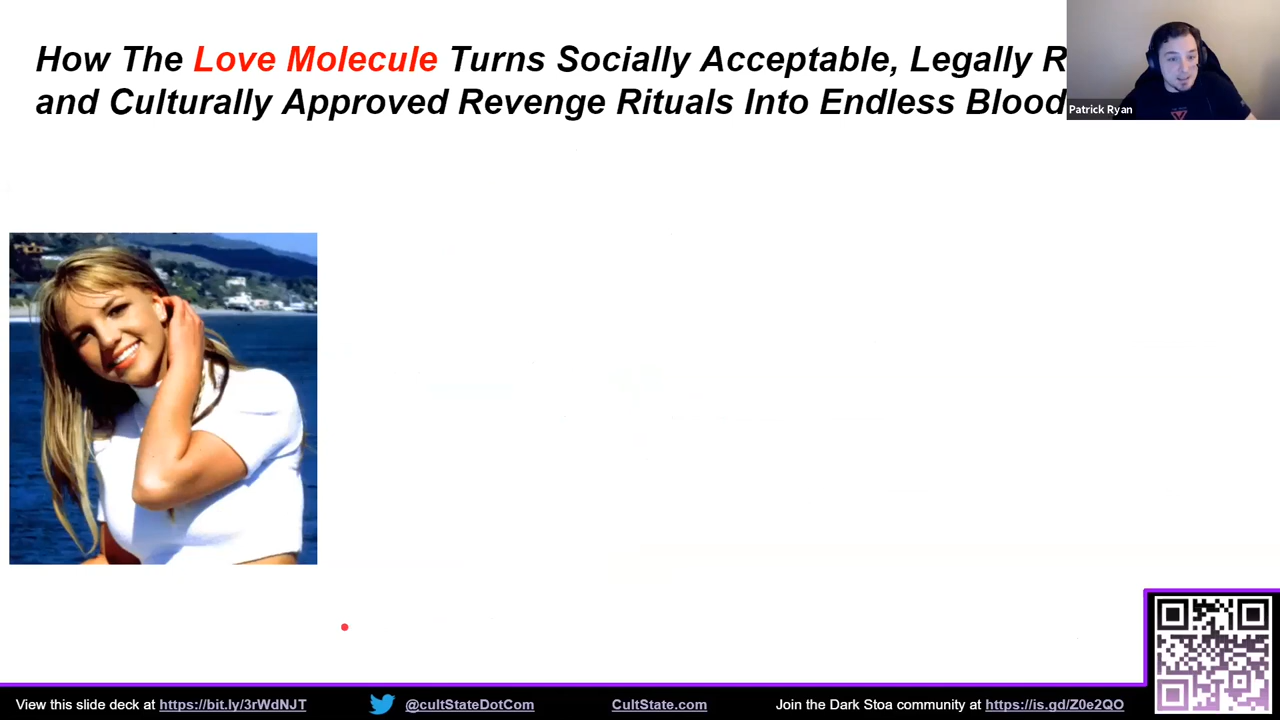 How The Love Molecule Turns Socially Acceptable, Legally
and Culturally Approved Revenge Rituals Into Endless Blood
Patrick Ryan
View this slide deck at https://bit.ly/3rWdNJT
@cultStateDotCom
CultState.com
Join the Dark Stoa community at https://is.gd/Z0e2QO